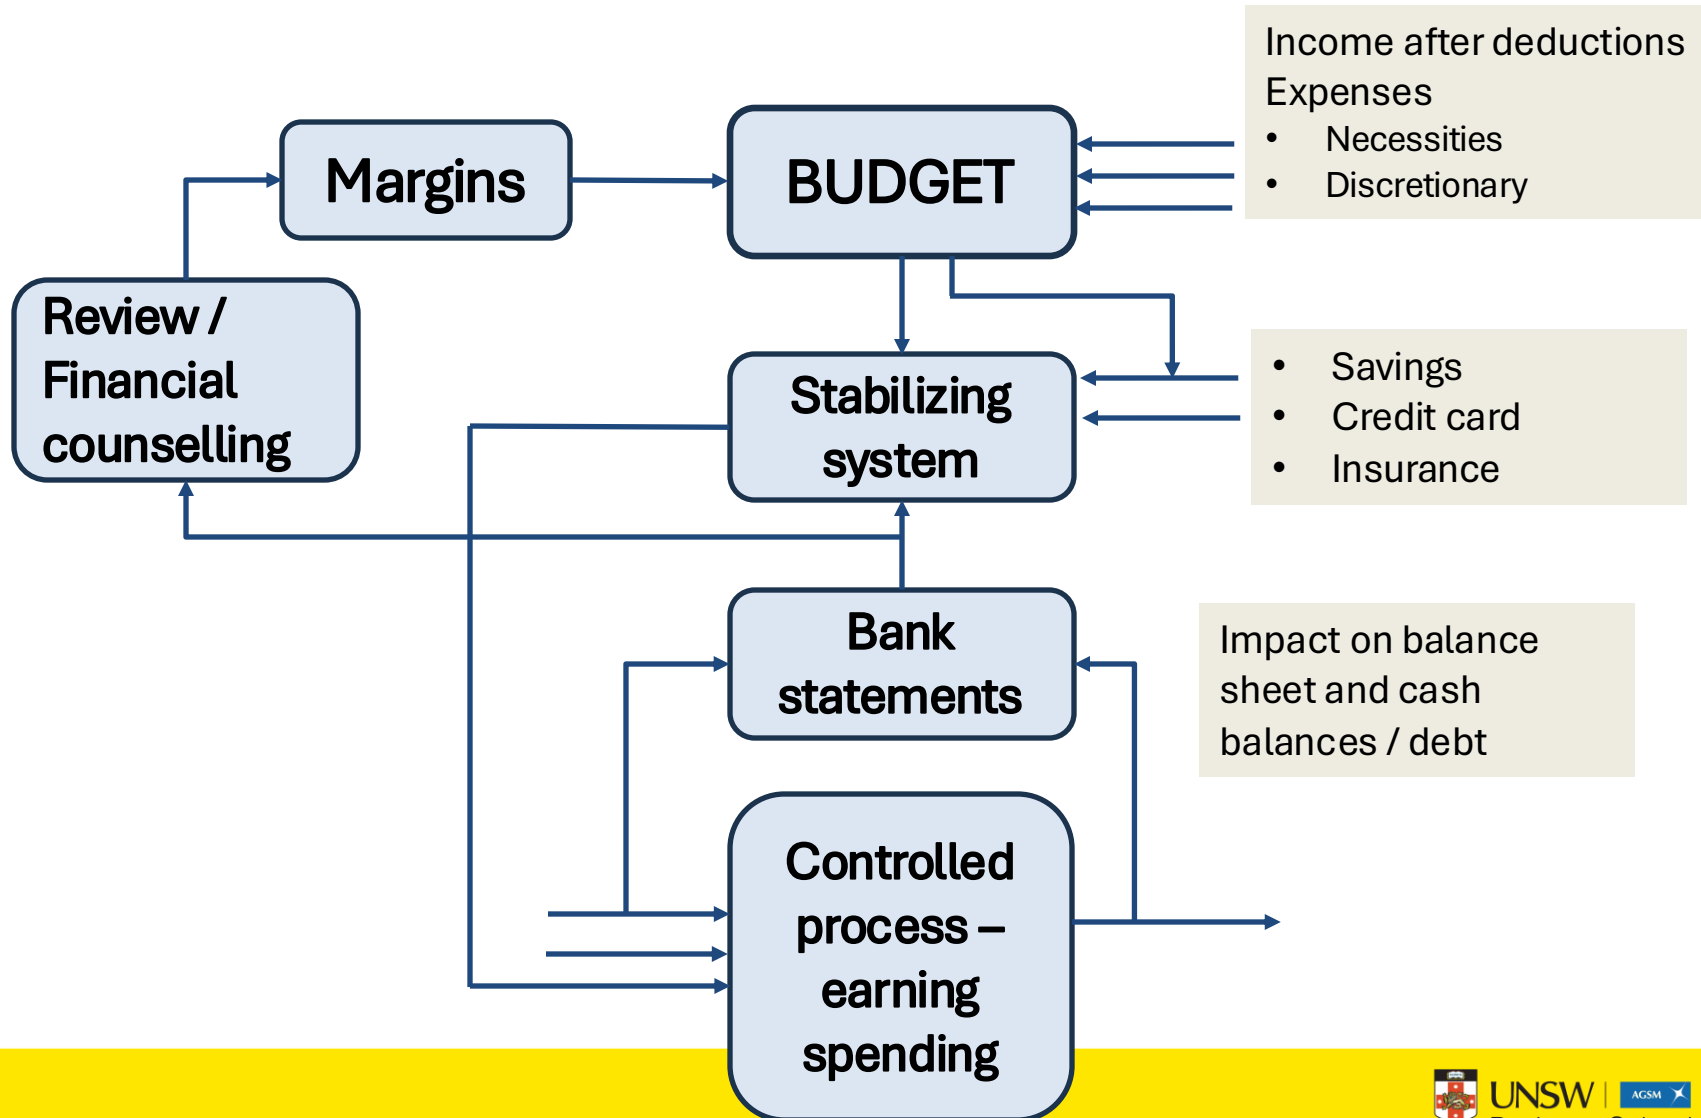 Income after deductions
Expenses
• Necessities
• Discretionary
Margins
BUDGET
Review /
Financial
counselling
Stabilizing
system
• Savings
• Credit card
• Insurance
Bank
statements
Impact on balance
sheet and cash
balances / debt
Controlled
process –
earning
spending
UNSW
AGSM